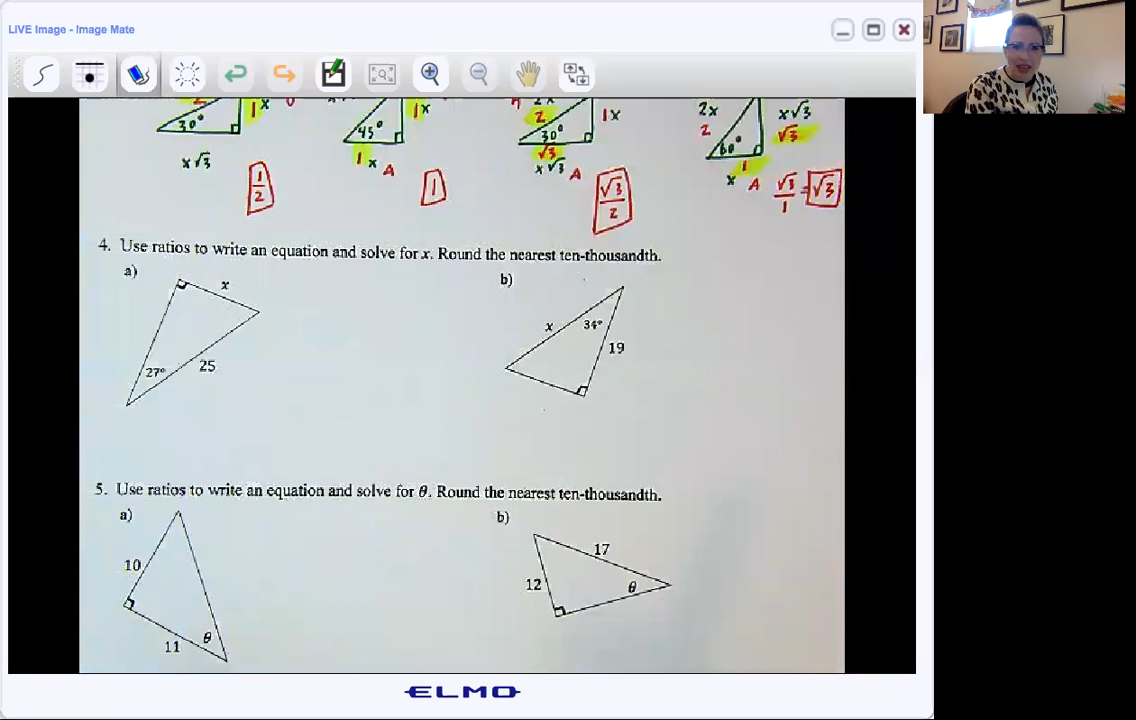 LIVE Image - Image Mate
30°
1x
x√3
1/2
45°
1x
1x
A
1
2
30°
1x
√3
x√3
A
√3/2
2x
2
60°
x√3
√3
1
x
A
√3/1 = √3
4. Use ratios to write an equation and solve for x. Round the nearest ten-thousandth.
a)
x
27°
25
b)
x
34°
19
5. Use ratios to write an equation and solve for θ. Round the nearest ten-thousandth.
a)
10
11
θ
b)
17
12
θ
ELMO